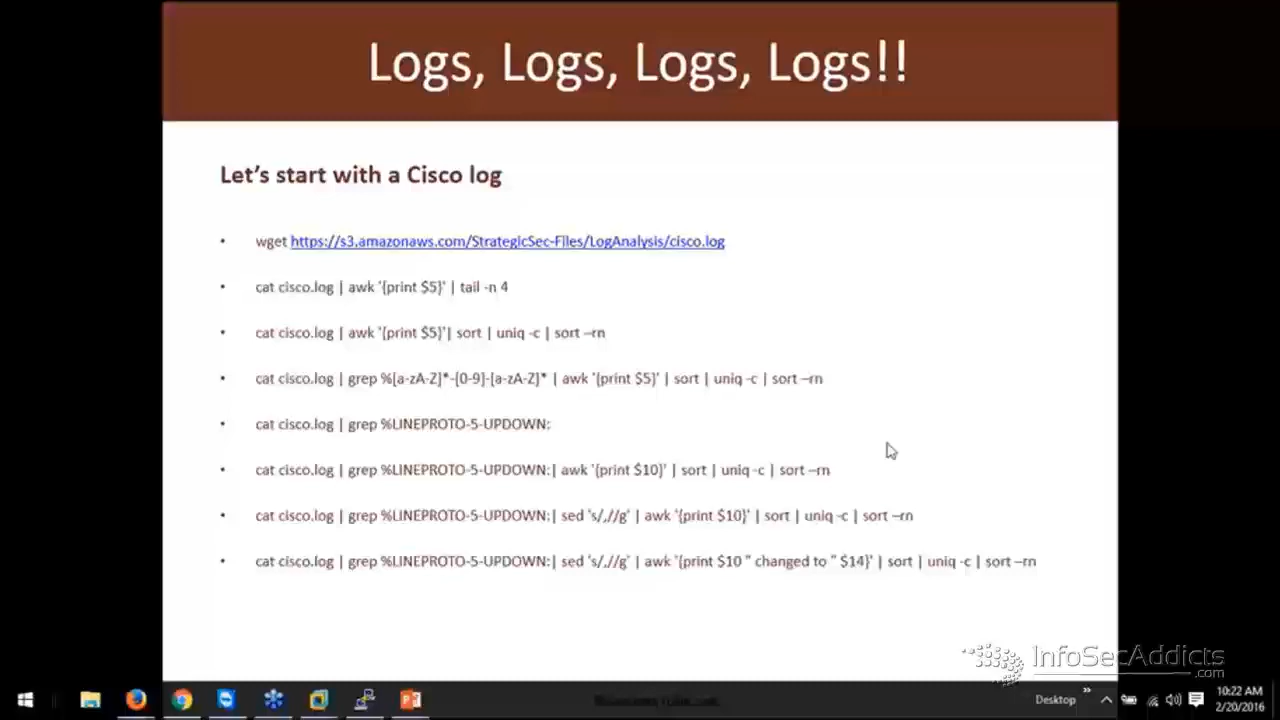 Logs, Logs, Logs, Logs!!
Let's start with a Cisco log
• wget https://s3.amazonaws.com/StrategicSec-Files/LogAnalysis/cisco.log
• cat cisco.log | awk '{print $5}' | tail -n 4
• cat cisco.log | awk '{print $5}'| sort | uniq -c | sort –rn
• cat cisco.log | grep %[a-zA-Z]*-[0-9]-[a-zA-Z]* | awk '{print $5}' | sort | uniq -c | sort –rn
• cat cisco.log | grep %LINEPROTO-5-UPDOWN:
• cat cisco.log | grep %LINEPROTO-5-UPDOWN:| awk '{print $10}' | sort | uniq -c | sort –rn
• cat cisco.log | grep %LINEPROTO-5-UPDOWN:| sed 's/,//g' | awk '{print $10}' | sort | uniq -c | sort –rn
• cat cisco.log | grep %LINEPROTO-5-UPDOWN:| sed 's/,//g' | awk '{print $10 " changed to " $14}' | sort | uniq -c | sort –rn
InfoSecAddicts
.com
Desktop
10:22 AM
2/20/2016